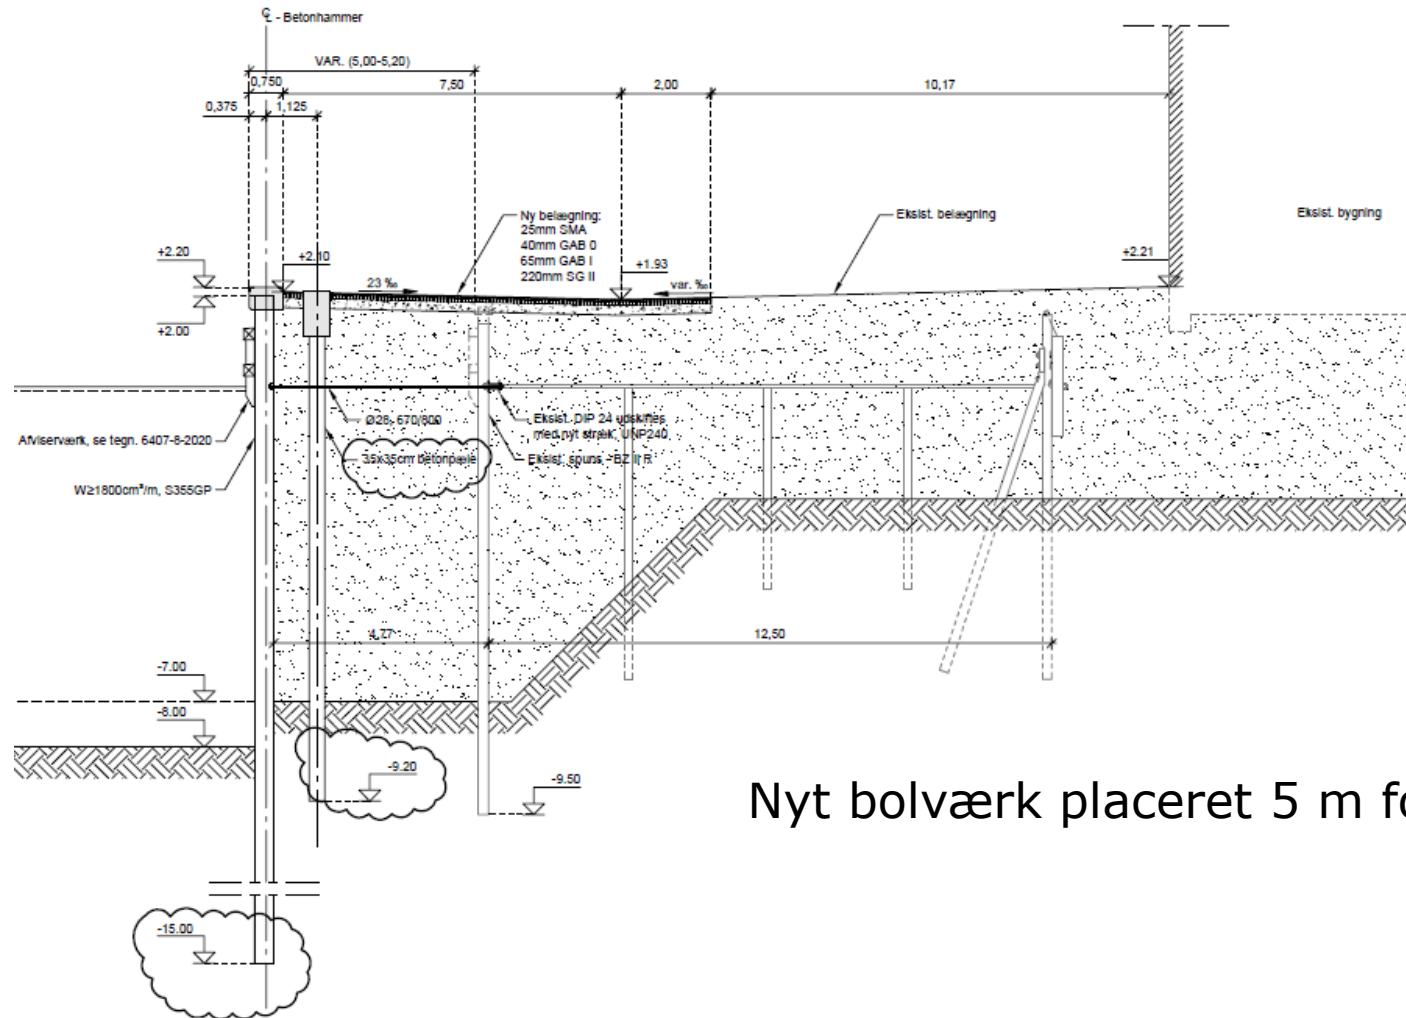 ℄ - Betonhammer
VAR. (5,00-5,20)
0,750
7,50
2,00
10,17
0,375
1,125
Ny belægning:
25mm SMA
40mm GAB 0
65mm GAB I
220mm SG II
Eksist. belægning
Eksist. bygning
+2.20
+2.10
+1.93
+2.21
23 ‰
var. ‰
+2.00
Ø28, 670/800
Eksist. DIP 24 udskiftes
med nyt stræk, UNP240
Afviserværk, se tegn. 6407-8-2020
35x35cm betonpæle
Eksist. spuns - BZ II R
W≥1800cm³/m, S355GP
4,77
12,50
-7.00
-8.00
-9.20
-9.50
Nyt bolværk placeret 5 m fo
-15.00